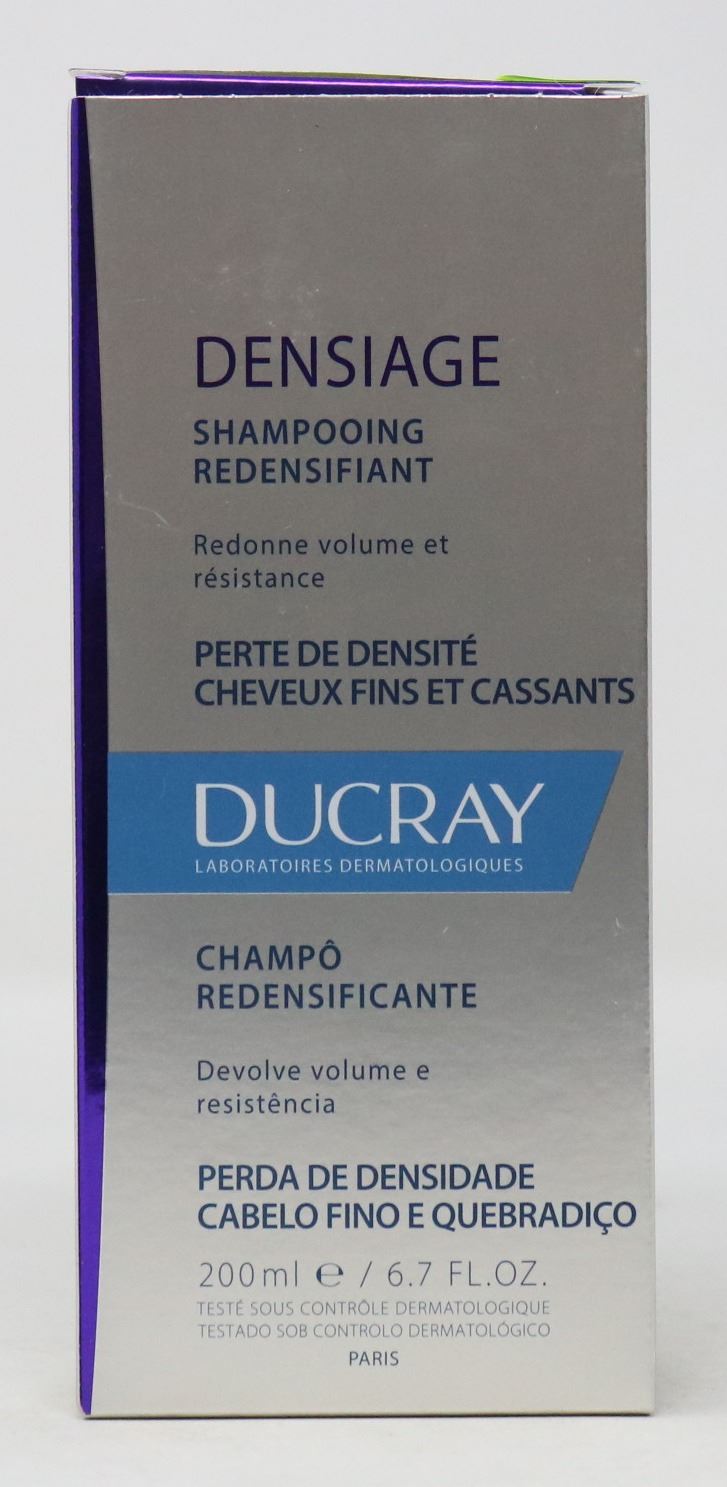 DENSIAGE
SHAMPOOING
REDENSIFIANT
Redonne volume et
résistance
PERTE DE DENSITÉ
CHEVEUX FINS ET CASSANTS
DUCRAY
LABORATOIRES DERMATOLOGIQUES
CHAMPÔ
REDENSIFICANTE
Devolve volume e
resistência
PERDA DE DENSIDADE
CABELO FINO E QUEBRADIÇO
200ml ℮ / 6.7 FL.OZ.
TESTÉ SOUS CONTRÔLE DERMATOLOGIQUE
TESTADO SOB CONTROLO DERMATOLÓGICO
PARIS